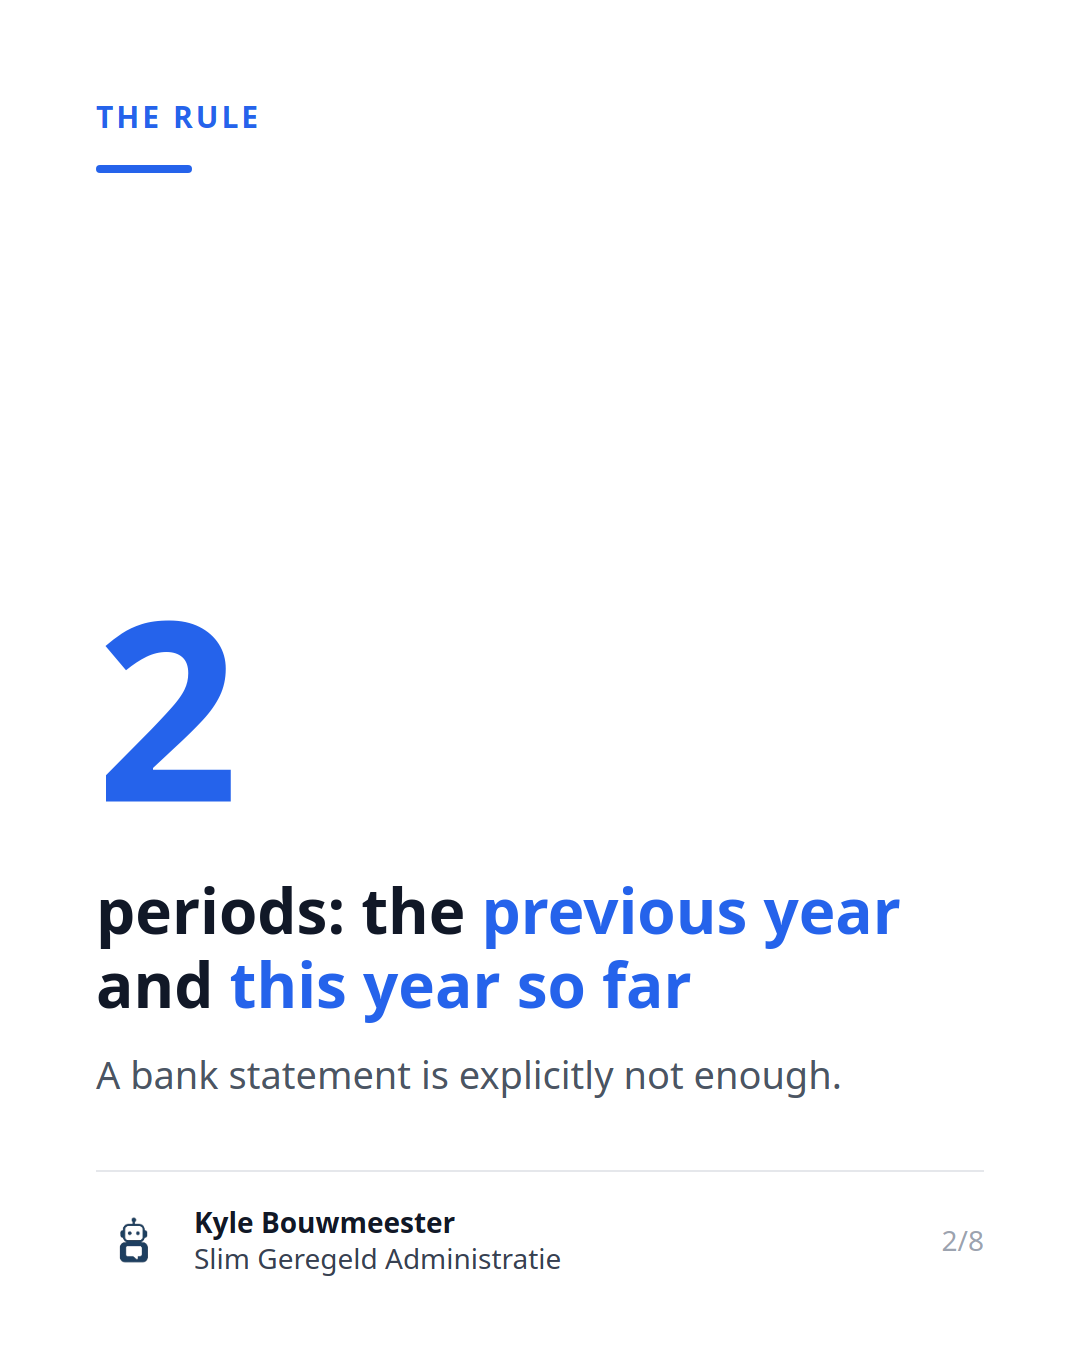 THE RULE
2
periods: the previous year
and this year so far
A bank statement is explicitly not enough.
Kyle Bouwmeester
Slim Geregeld Administratie
2/8